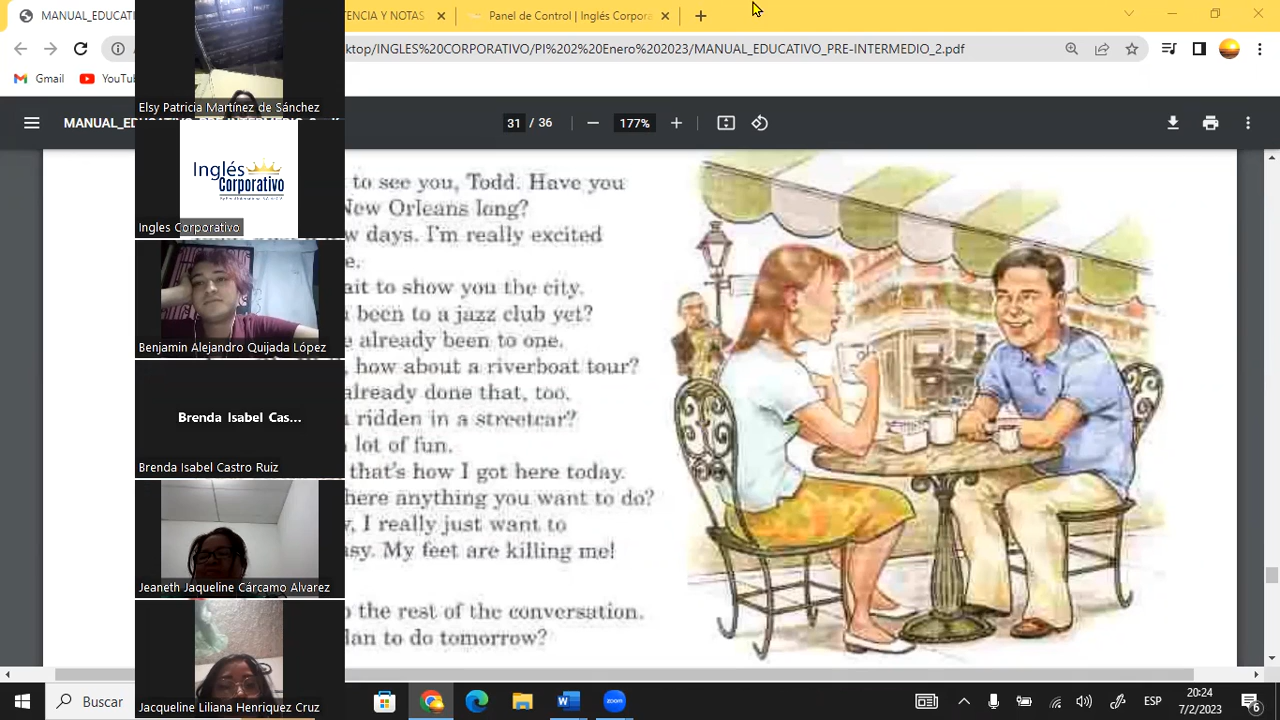 MANUAL_EDUCATI
TENCIA Y NOTAS
Panel de Control | Inglés Corpora
ktop/INGLES%20CORPORATIVO/PI%202%20Enero%202023/MANUAL_EDUCATIVO_PRE-INTERMEDIO_2.pdf
Gmail
YouTu
MANUAL_ED
31 / 36
177%
Elsy Patricia Martínez de Sánchez
Inglés
Corporativo
Ingles Corporativo
Benjamin Alejandro Quijada López
Brenda Isabel Cas...
Brenda Isabel Castro Ruiz
Jeaneth Jaqueline Cárcamo Alvarez
Jacqueline Liliana Henriquez Cruz
to see you, Todd. Have you
New Orleans long?
w days. I'm really excited
e.
ait to show you the city.
been to a jazz club yet?
e already been to one.
, how about a riverboat tour?
already done that, too.
ridden in a streetcar?
lot of fun.
that's how I got here today.
here anything you want to do?
y, I really just want to
asy. My feet are killing me!
o the rest of the conversation.
lan to do tomorrow?
Buscar
zoom
ESP
20:24
7/2/2023
6